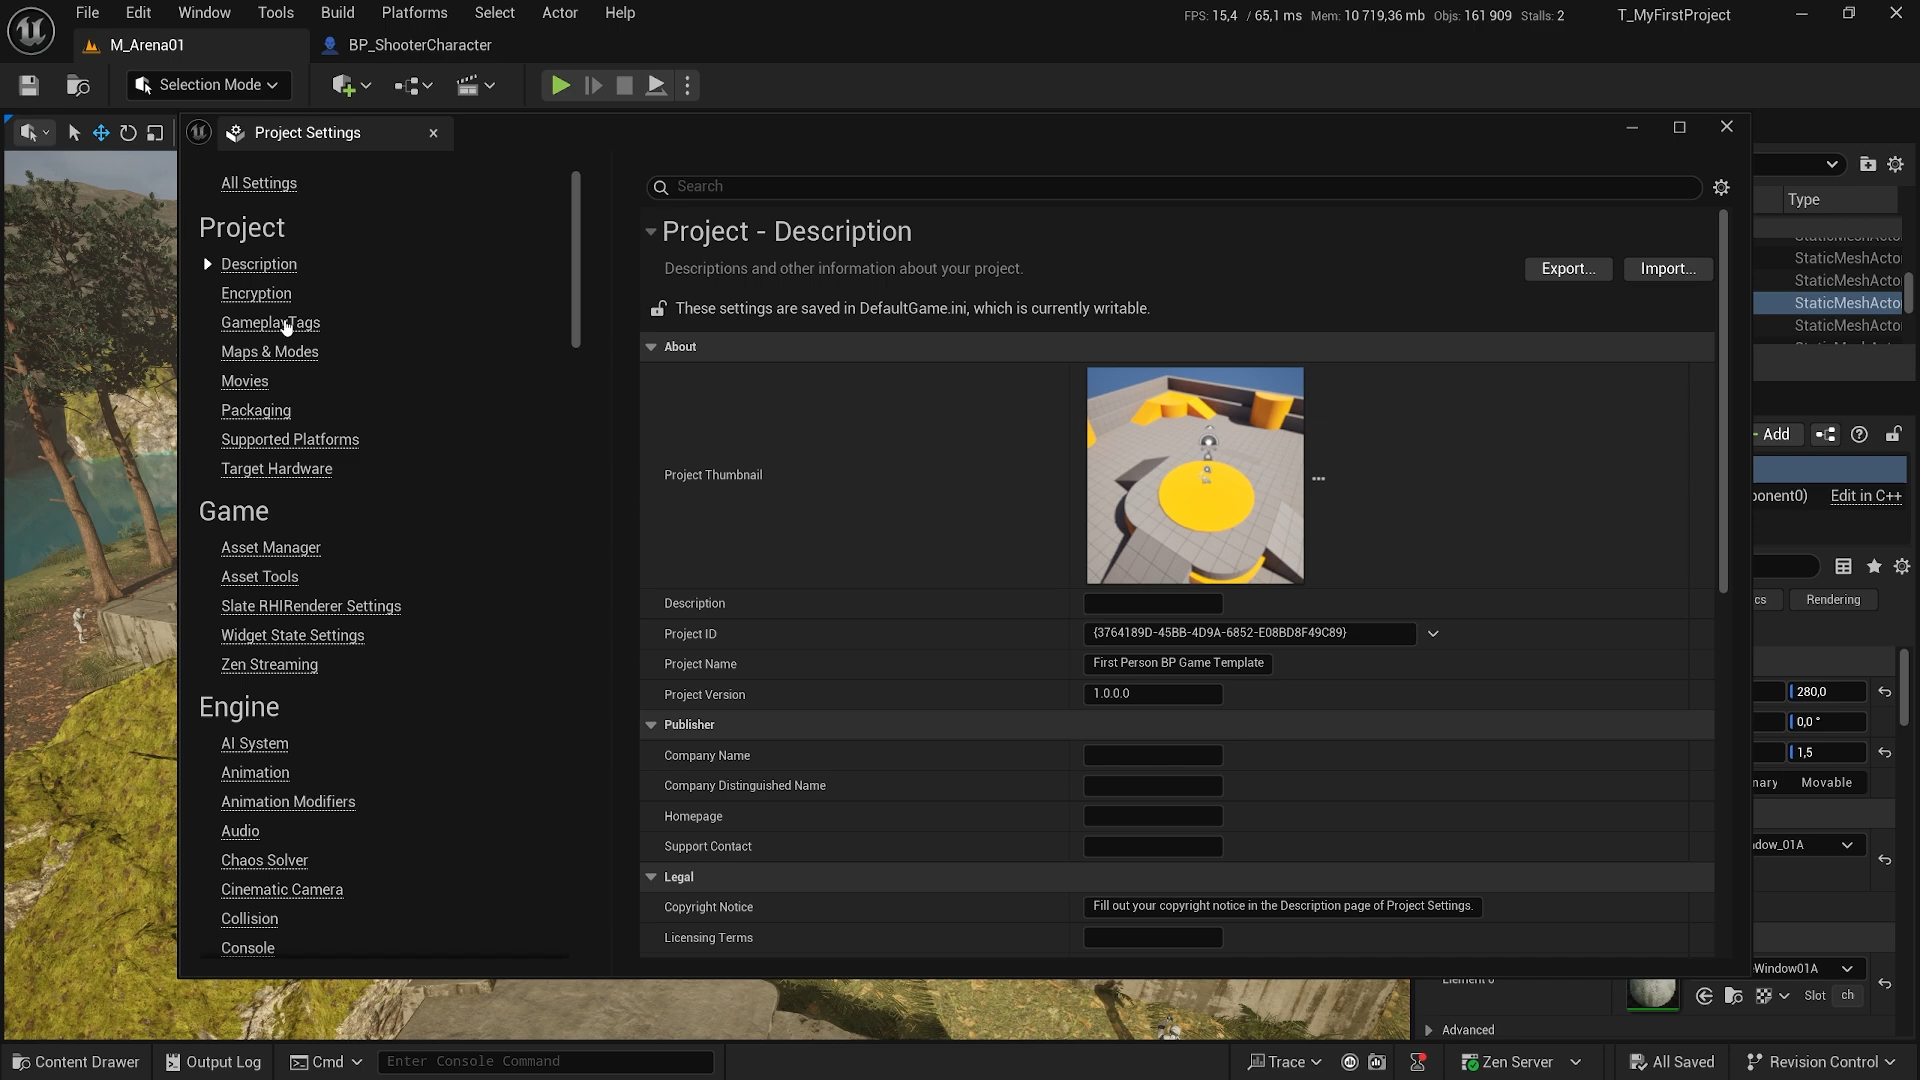 File Edit Window Tools Build Platforms Select Actor Help
FPS: 15,4 / 65,1 ms Mem: 10 719,36 mb Objs: 161 909 Stalls: 2
T_MyFirstProject
M_Arena01
BP_ShooterCharacter
Selection Mode
Project Settings
All Settings
Project
Description
Encryption
GameplayTags
Maps & Modes
Movies
Packaging
Supported Platforms
Target Hardware
Game
Asset Manager
Asset Tools
Slate RHIRenderer Settings
Widget State Settings
Zen Streaming
Engine
AI System
Animation
Animation Modifiers
Audio
Chaos Solver
Cinematic Camera
Collision
Console
Search
Project - Description
Descriptions and other information about your project.
Export... Import...
These settings are saved in DefaultGame.ini, which is currently writable.
About
Project Thumbnail
Description
Project ID {3764189D-45BB-4D9A-6852-E08BD8F49C89}
Project Name First Person BP Game Template
Project Version 1.0.0.0
Publisher
Company Name
Company Distinguished Name
Homepage
Support Contact
Legal
Copyright Notice Fill out your copyright notice in the Description page of Project Settings.
Licensing Terms
Type
StaticMeshActo
StaticMeshActo
StaticMeshActo
StaticMeshActo
Add
ponent0) Edit in C++
cs Rendering
280,0
0,0 °
1,5
nary Movable
dow_01A
Window01A
Slot ch
Advanced
Content Drawer Output Log Cmd Enter Console Command
Trace Zen Server All Saved Revision Control